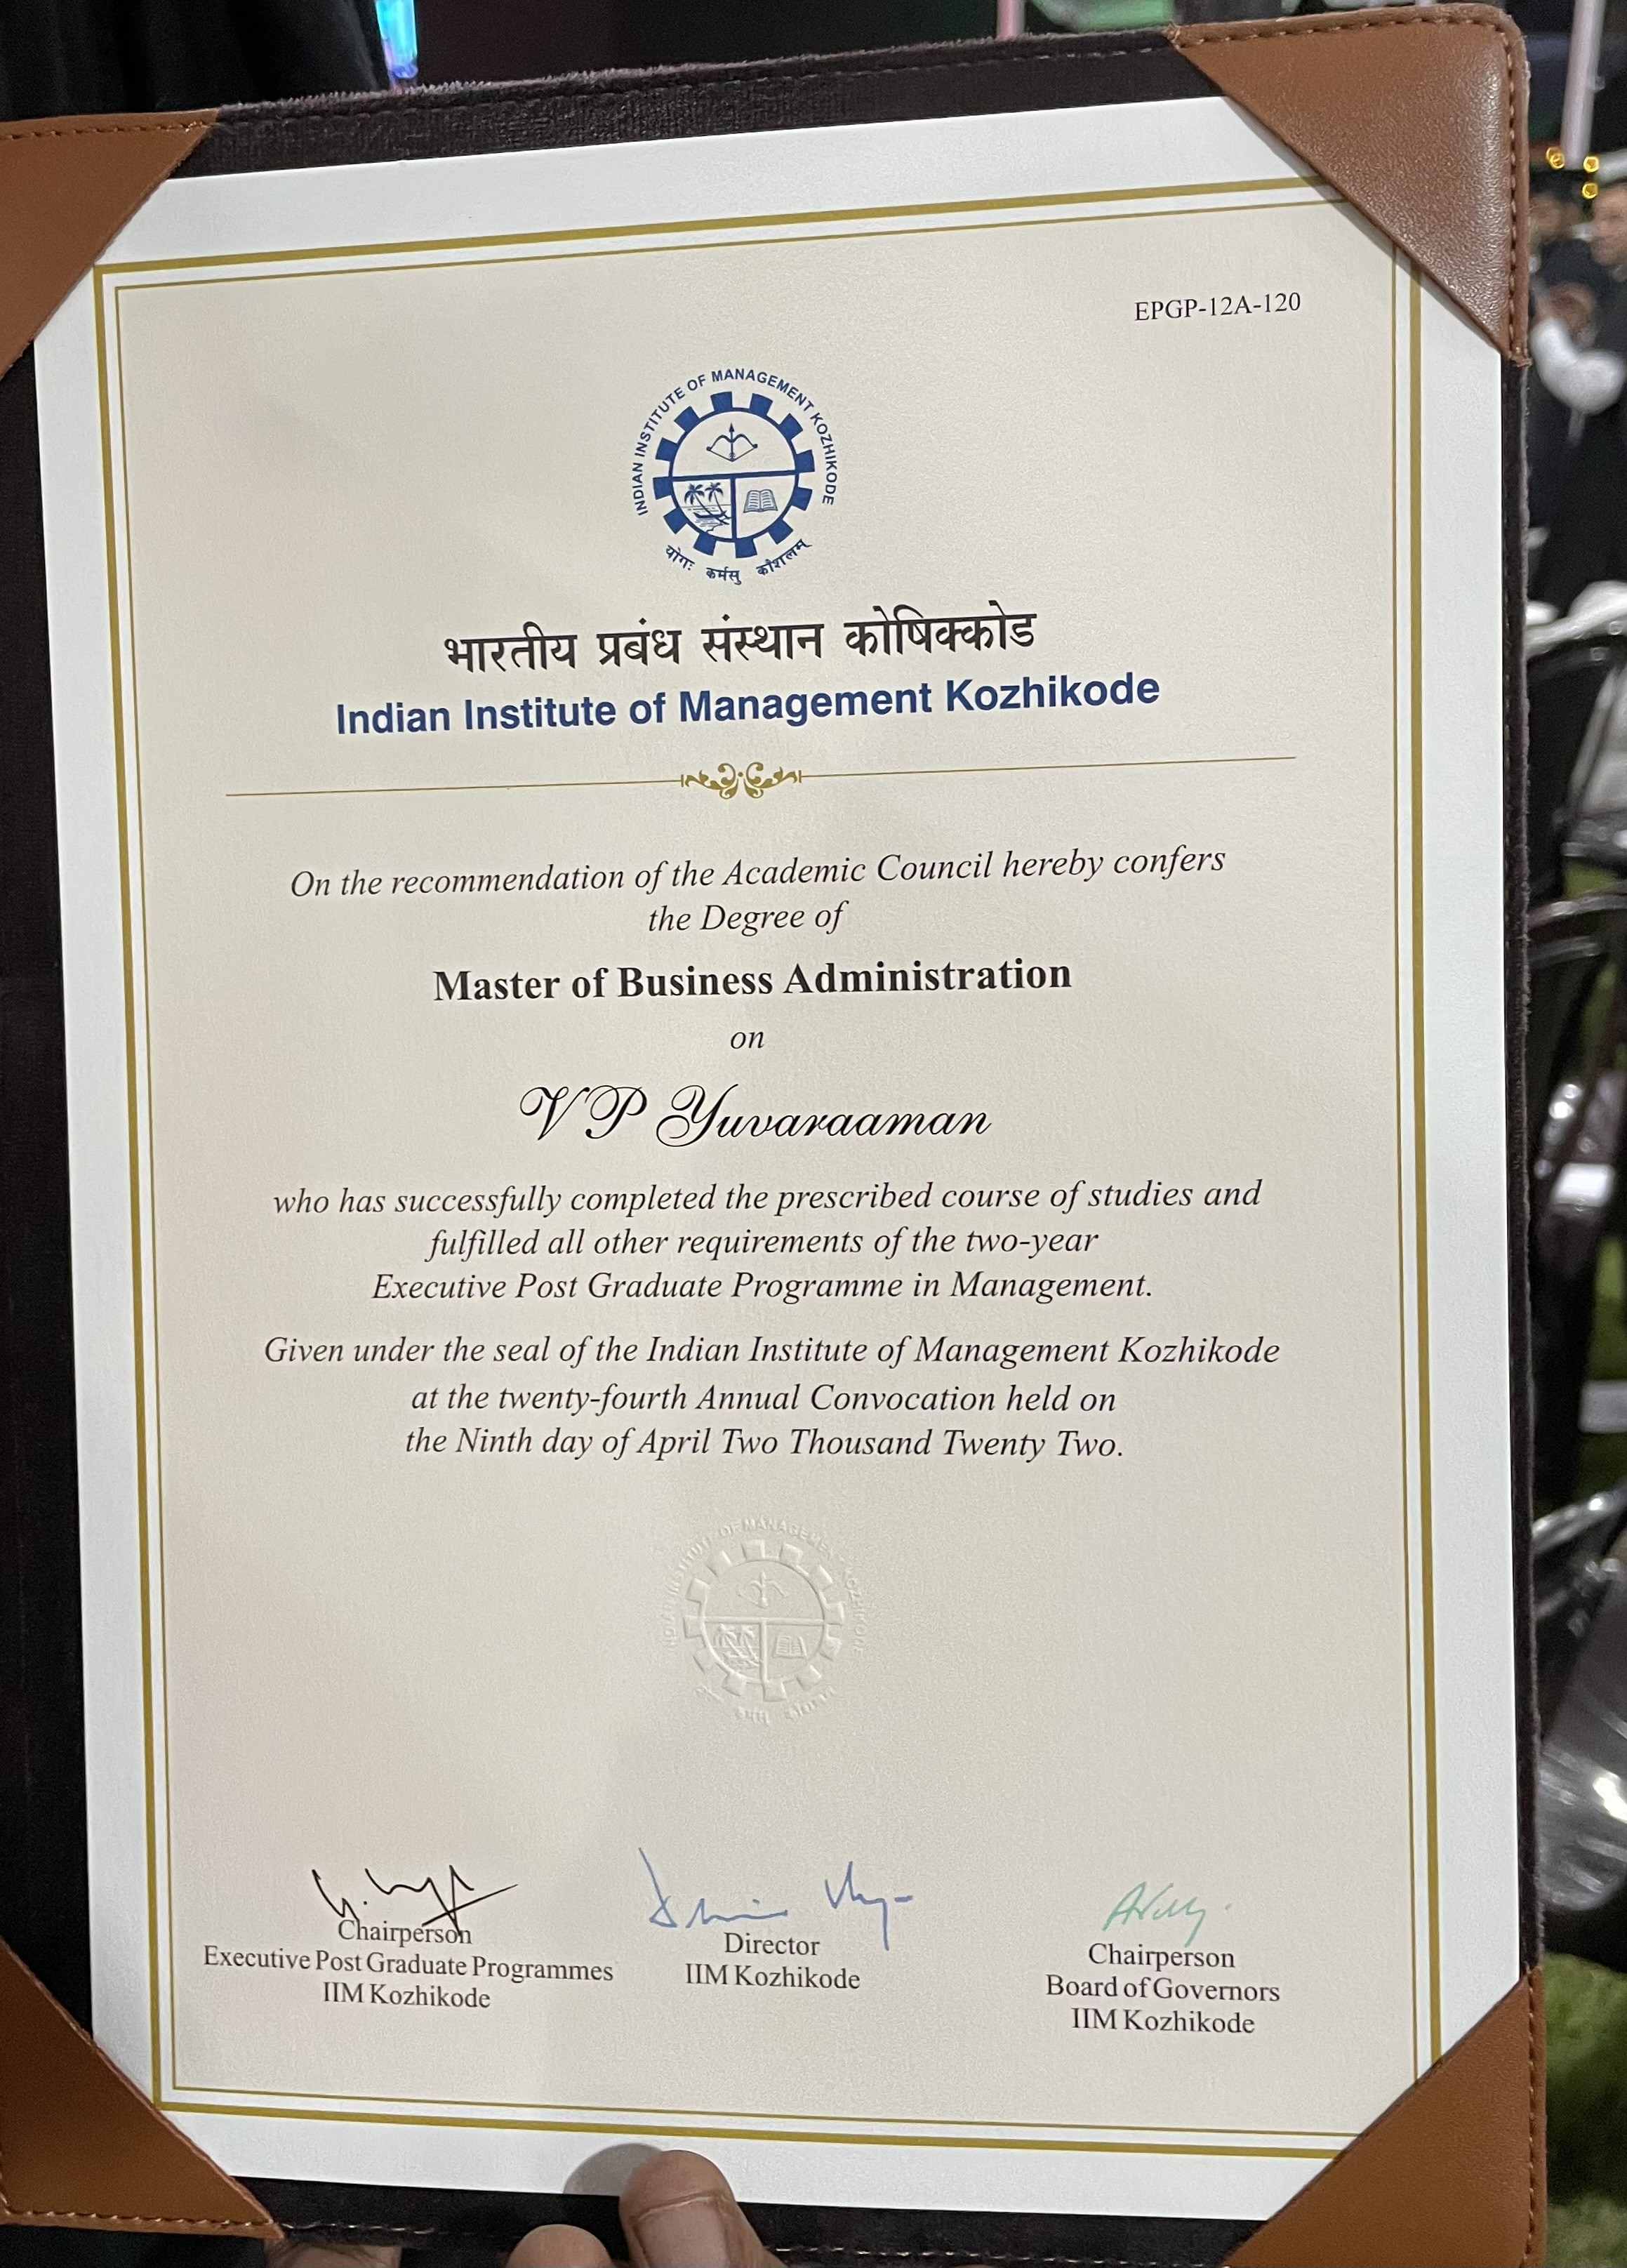 EPGP-12A-120
INDIAN INSTITUTE OF MANAGEMENT KOZHIKODE
योगः कर्मसु कौशलम्
भारतीय प्रबंध संस्थान कोषिक्कोड
Indian Institute of Management Kozhikode
On the recommendation of the Academic Council hereby confers
the Degree of
Master of Business Administration
on
V P Yuvaraaman
who has successfully completed the prescribed course of studies and
fulfilled all other requirements of the two-year
Executive Post Graduate Programme in Management.
Given under the seal of the Indian Institute of Management Kozhikode
at the twenty-fourth Annual Convocation held on
the Ninth day of April Two Thousand Twenty Two.
INDIAN INSTITUTE OF MANAGEMENT KOZHIKODE
Chairperson
Executive Post Graduate Programmes
IIM Kozhikode
Director
IIM Kozhikode
Chairperson
Board of Governors
IIM Kozhikode